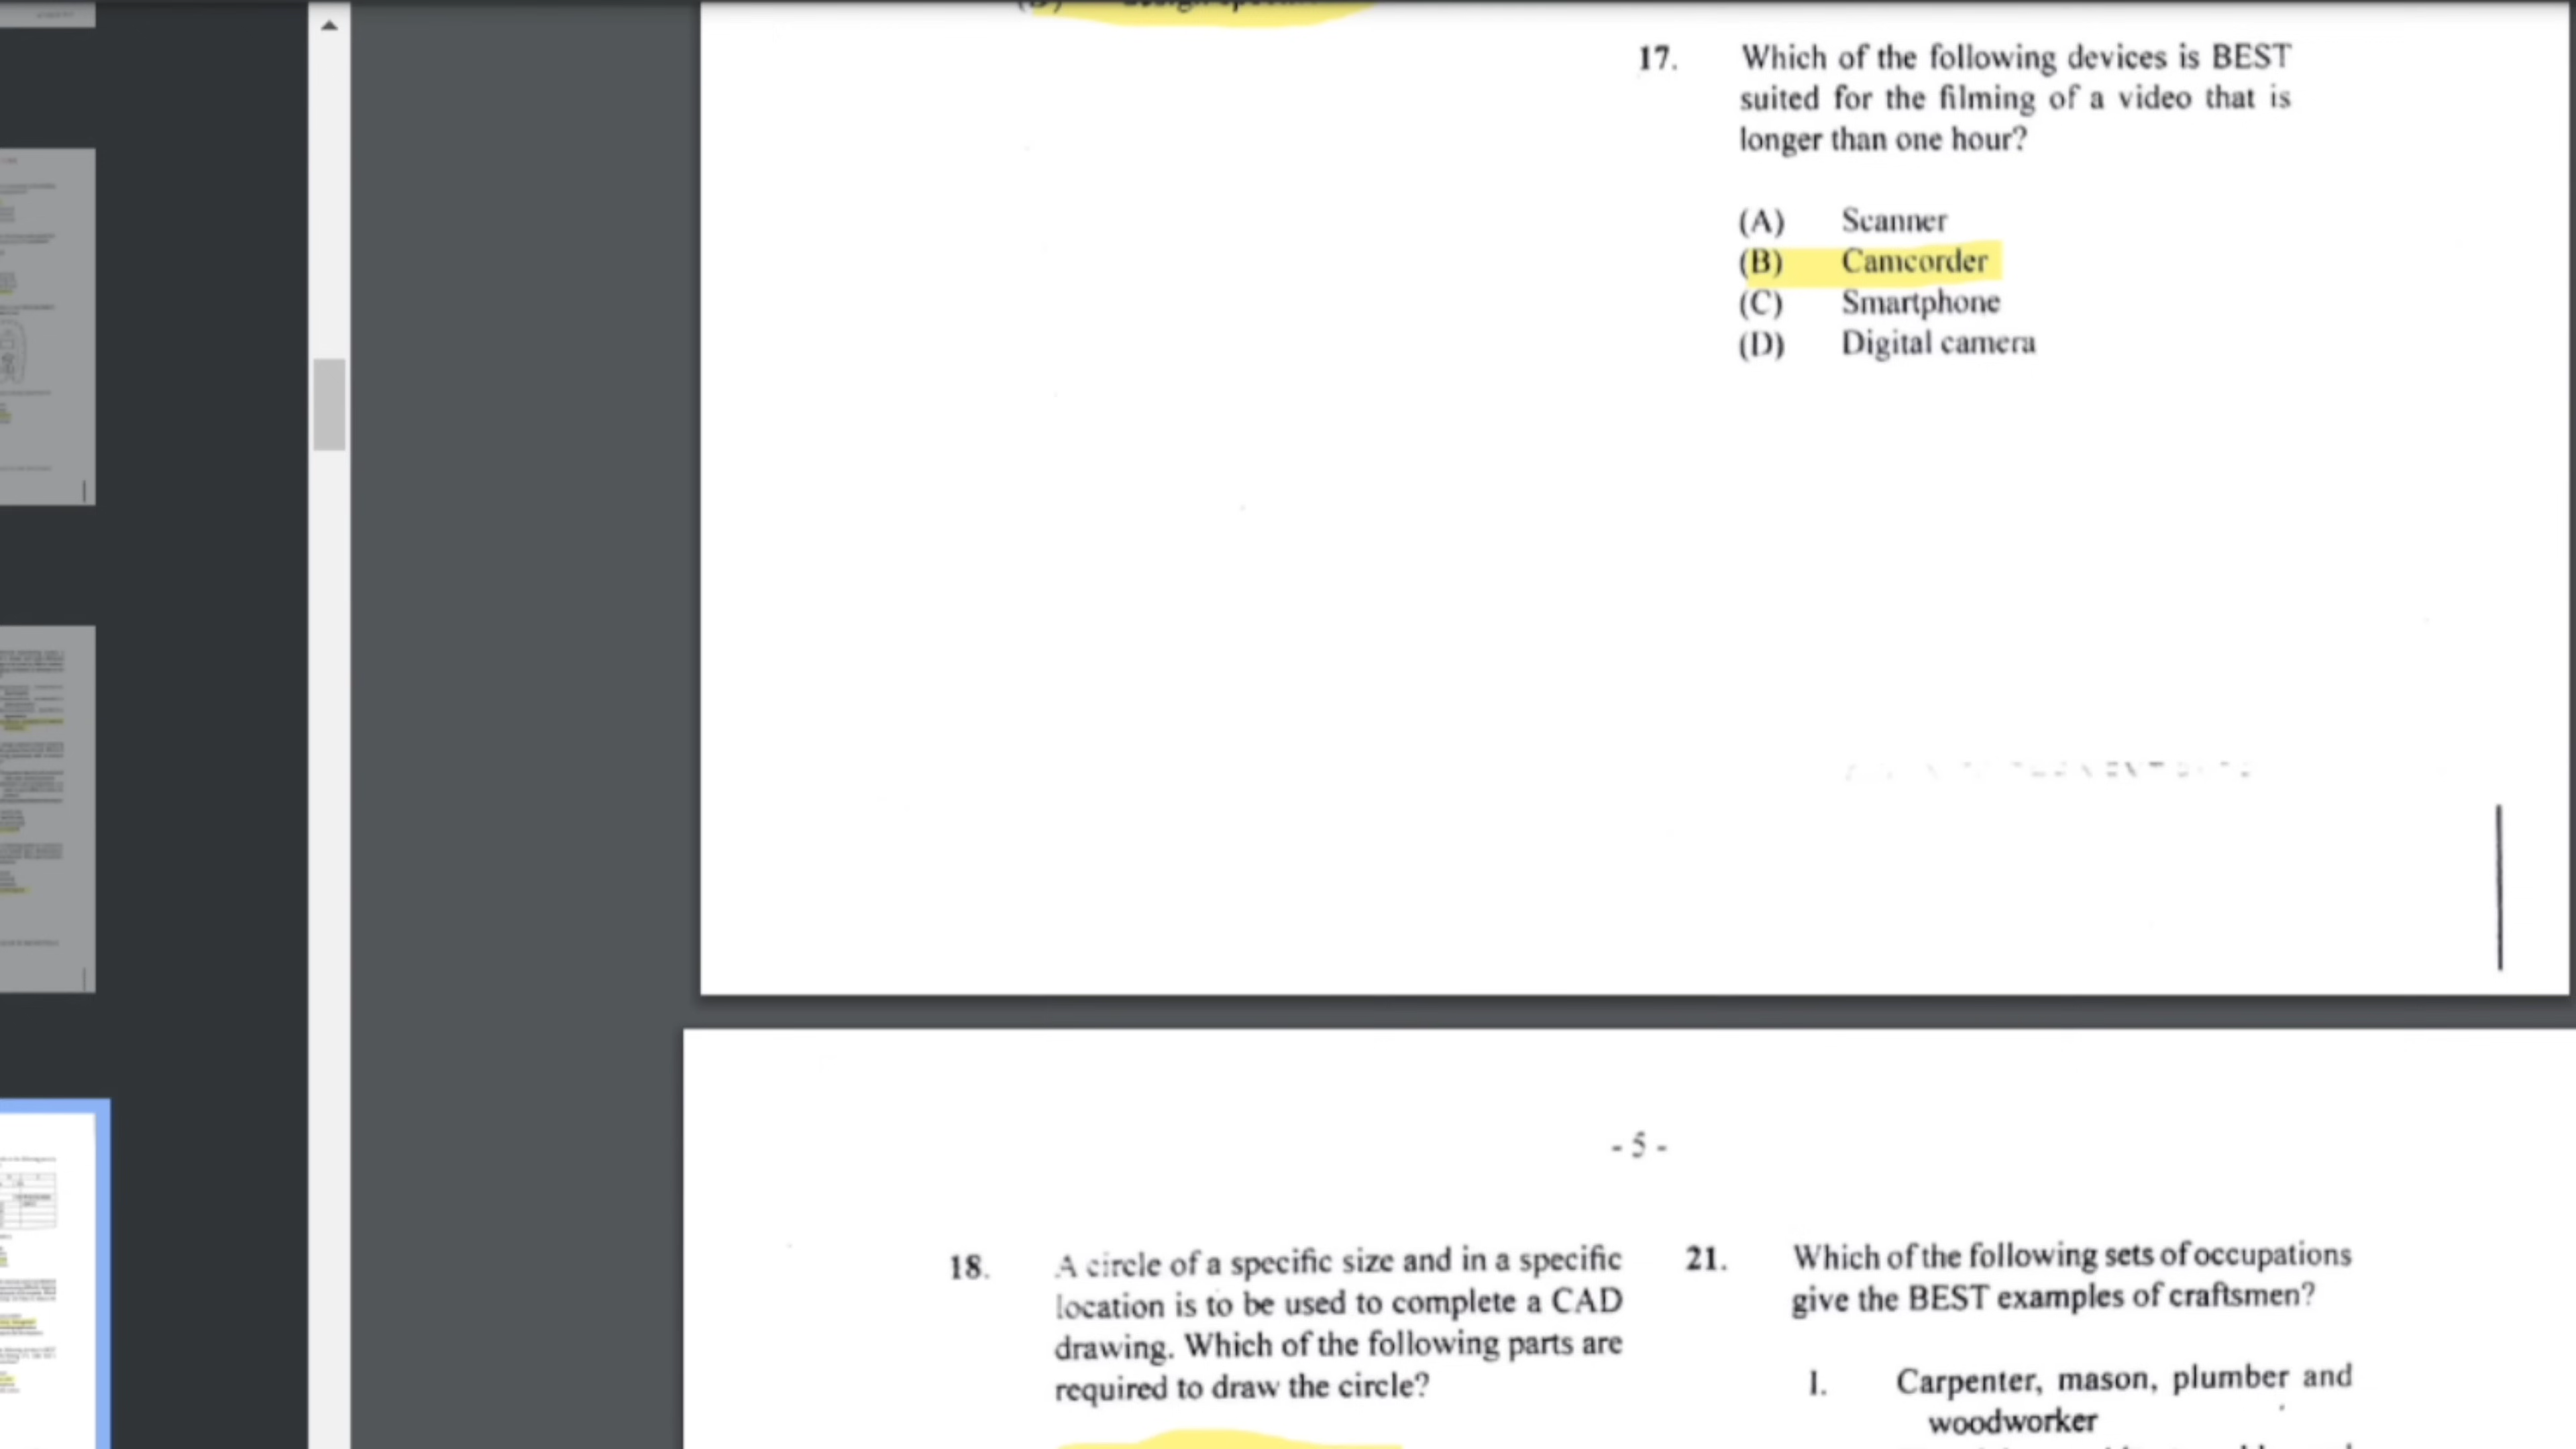 17. Which of the following devices is BEST
suited for the filming of a video that is
longer than one hour?
(A) Scanner
(B) Camcorder
(C) Smartphone
(D) Digital camera
- 5 -
18. A circle of a specific size and in a specific
location is to be used to complete a CAD
drawing. Which of the following parts are
required to draw the circle?
21. Which of the following sets of occupations
give the BEST examples of craftsmen?
I. Carpenter, mason, plumber and
woodworker